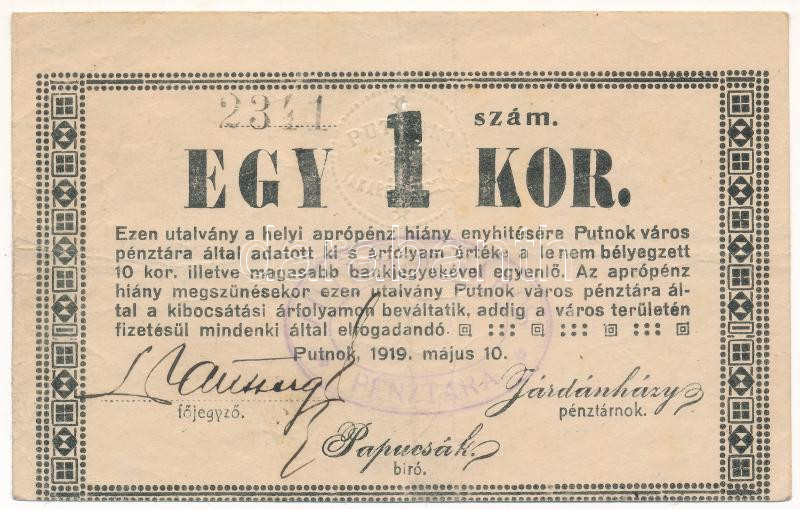 2341 szám.
EGY 1 KOR.
Ezen utalvány a helyi aprópénz hiány enyhitésére Putnok város
pénztára által adatott ki s árfolyam értéke a le nem bélyegzett
10 kor. illetve magasabb bankjegyekével egyenlő. Az aprópénz
hiány megszünésekor ezen utalvány Putnok város pénztára ál-
tal a kibocsátási árfolyamon beváltatik, addig a város területén
fizetésül mindenki által elfogadandó.
Putnok, 1919. május 10.
PÉNZTÁRA
Járdánházy
főjegyző. pénztárnok.
Papucsák
biró.